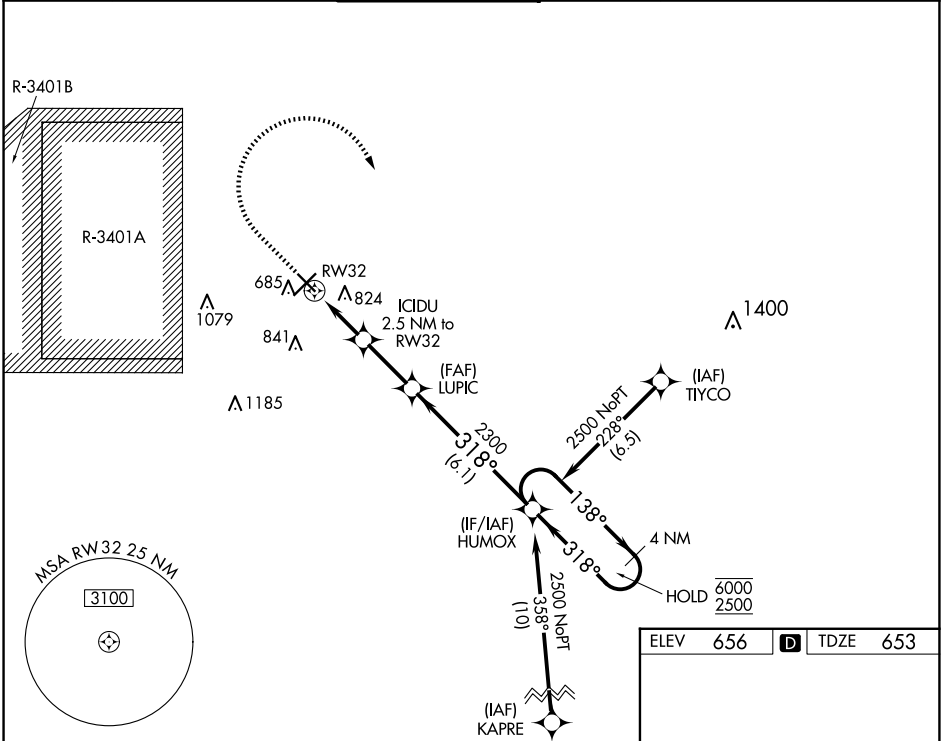 R-3401B
R-3401A
685
RW32
824
1079
841
ICIDU
2.5 NM to
RW32
1400
(FAF)
LUPIC
(IAF)
TIYCO
1185
2500 NoPT
228°
(6.5)
2300
318°
(6.1)
138°
(IF/IAF)
HUMOX
318°
4 NM
HOLD 6000
2500
MSA RW32 25 NM
3100
2500 NoPT
358°
(10)
(IAF)
KAPRE
ELEV 656 D TDZE 653